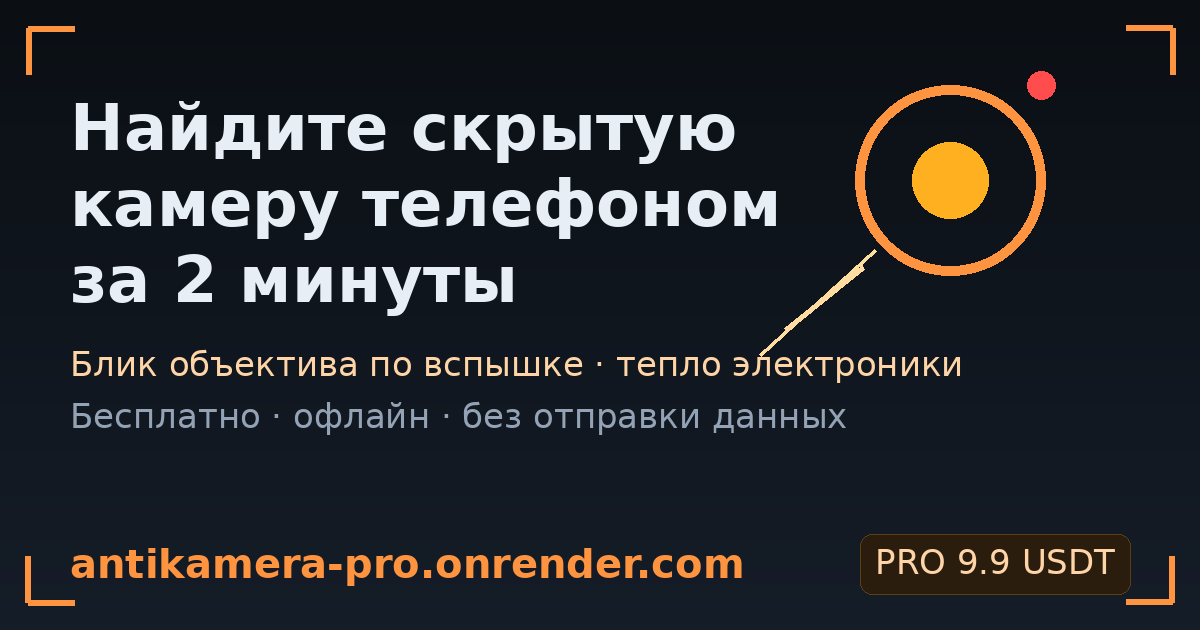 Найдите скрытую
камеру телефоном
за 2 минуты
Блик объектива по вспышке · тепло электроники
Бесплатно · офлайн · без отправки данных
antikamera-pro.onrender.com
PRO 9.9 USDT